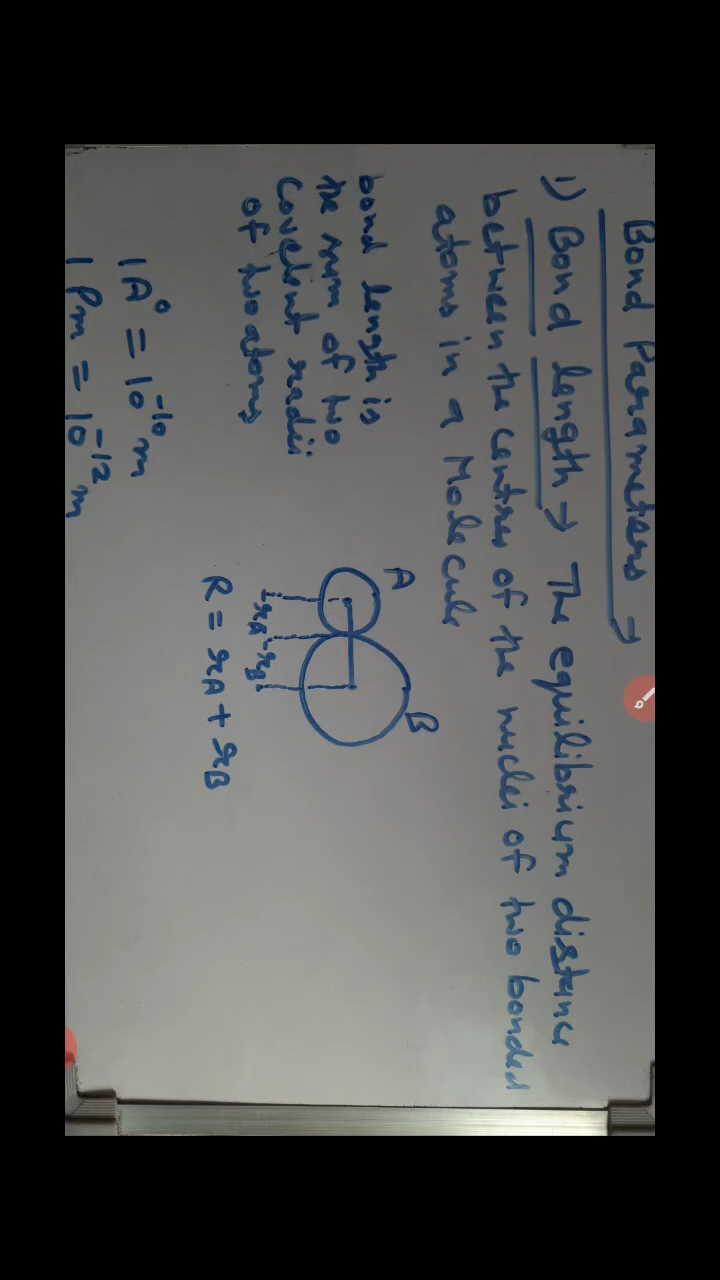 Bond Parameters →
1) Bond length → The equilibrium distance
between the centres of the nuclei of two bonded
atoms in a Molecule
bond length is
the sum of two
Covelent radii
of two atoms
A
B
rA
rB
R = rA + rB
1A° = 10⁻¹⁰ m
1 Pm = 10⁻¹² m